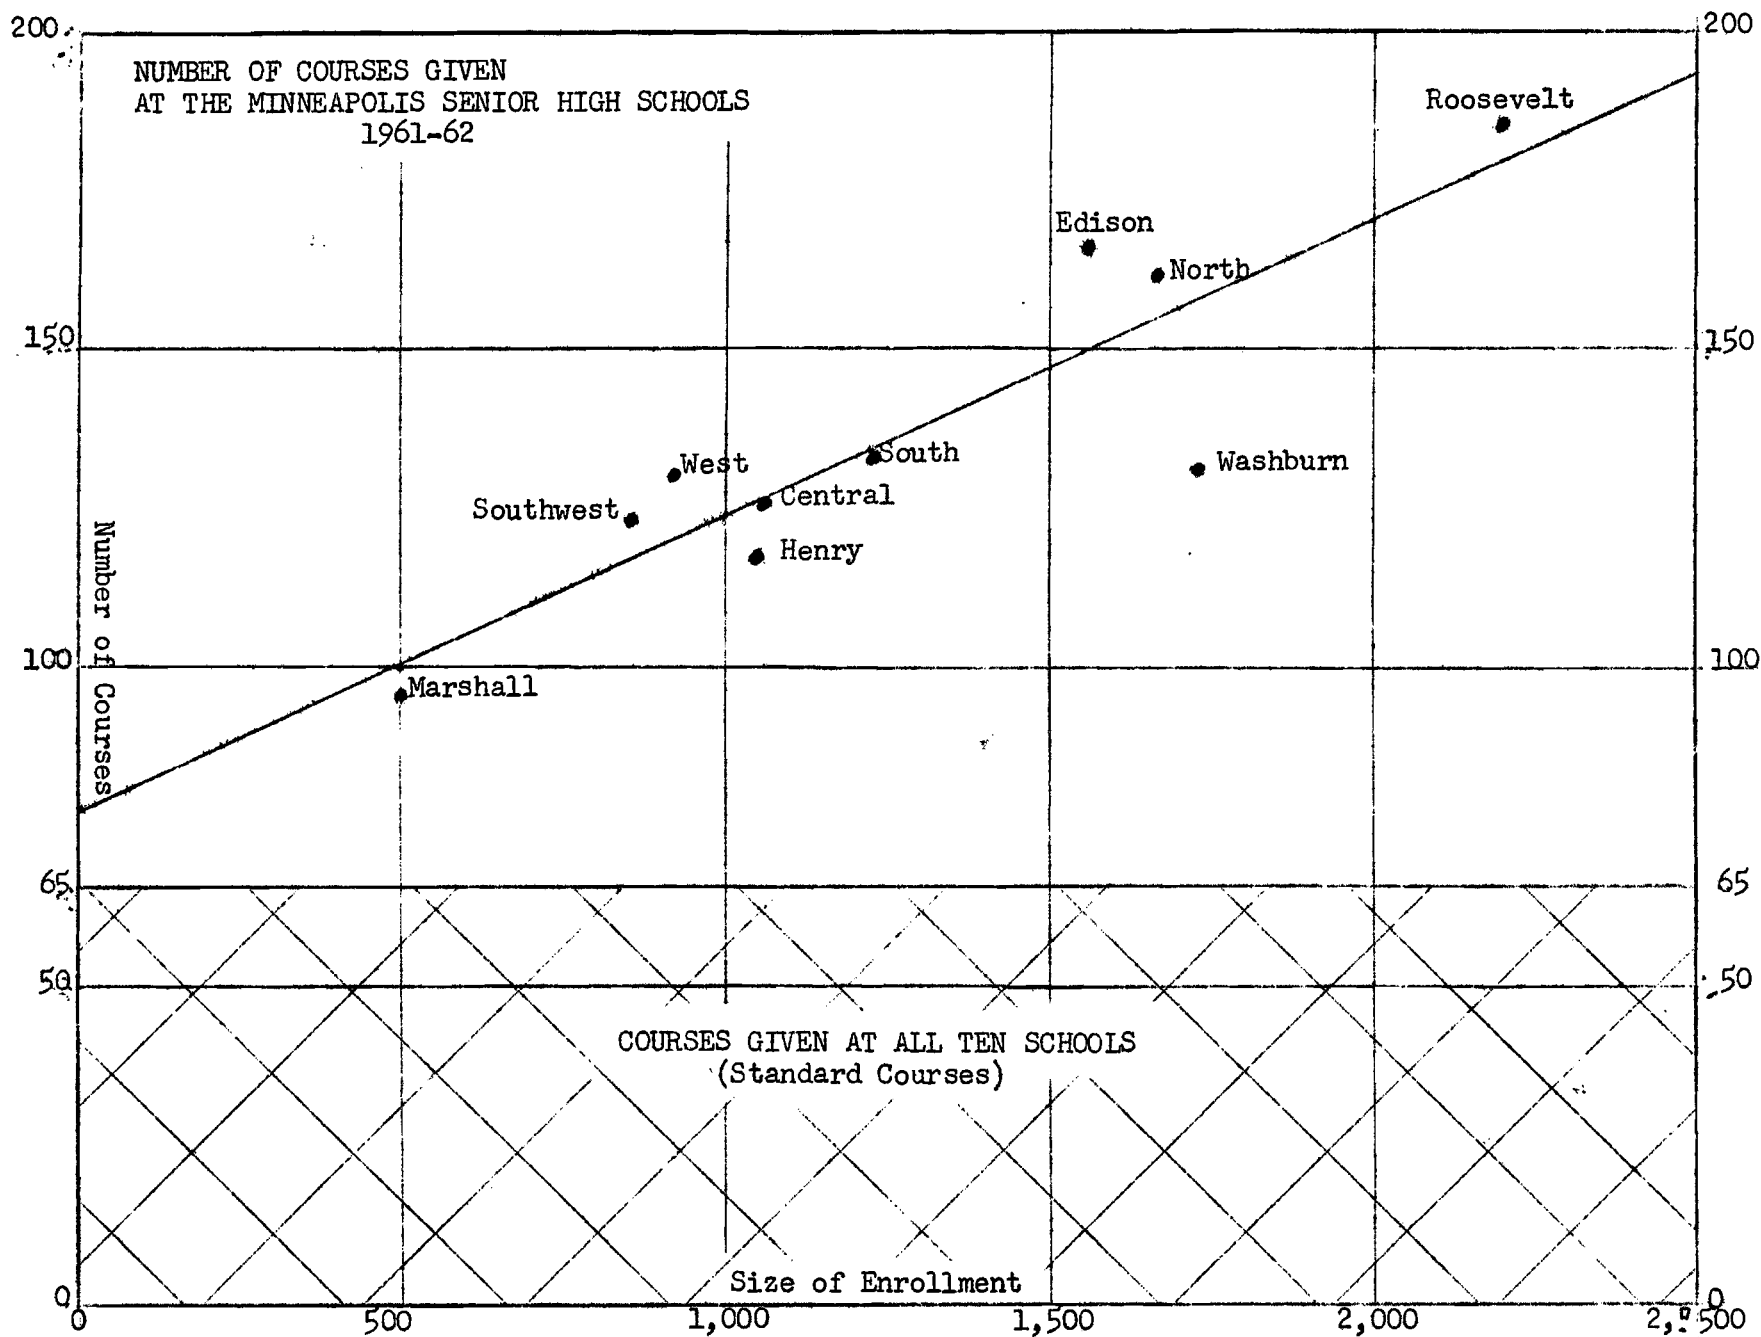 200
200
NUMBER OF COURSES GIVEN
AT THE MINNEAPOLIS SENIOR HIGH SCHOOLS
1961-62
Roosevelt
Edison
North
150
150
West
South
Washburn
Southwest
Central
Henry
Number of Courses
100
100
Marshall
65
65
50
50
COURSES GIVEN AT ALL TEN SCHOOLS
(Standard Courses)
Size of Enrollment
0
0
0
500
1,000
1,500
2,000
2,500